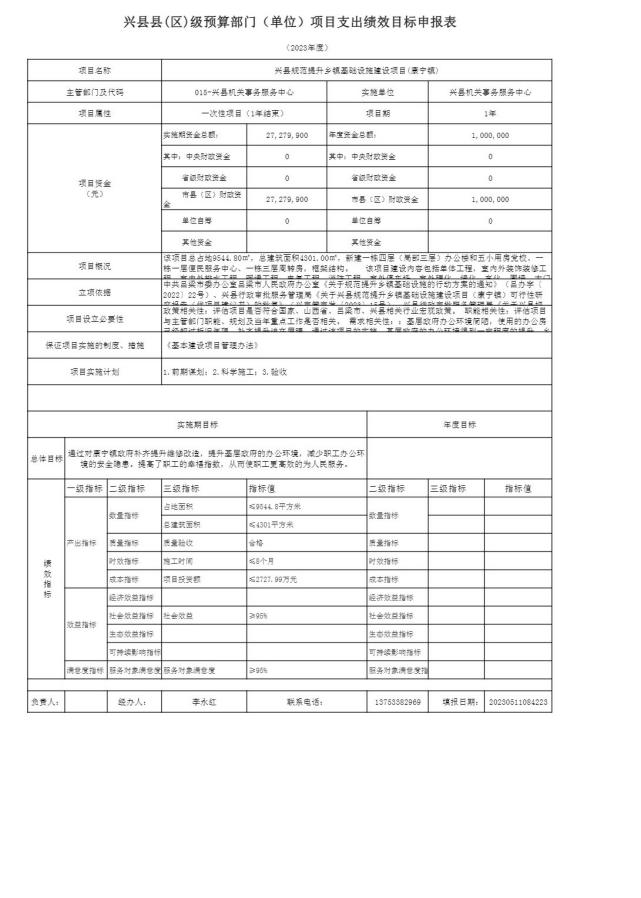 兴县县(区)级预算部门（单位）项目支出绩效目标申报表
（2023年度）
项目名称 兴县规范提升乡镇基础设施建设项目(康宁镇)
主管部门及代码 015-兴县机关事务服务中心 实施单位 兴县机关事务服务中心
项目属性 一次性项目（1年结束） 项目期 1年
项目资金
（元）
实施期资金总额： 27,279,900 年度资金总额： 1,000,000
其中：中央财政资金 0 其中：中央财政资金 0
省级财政资金 0 省级财政资金 0
市县（区）财政资金 27,279,900 市县（区）财政资金 1,000,000
单位自筹 0 单位自筹 0
其他资金 其他资金
项目概况
该项目总占地9544.80㎡，总建筑面积4301.00㎡，新建一栋四层（局部三层）办公楼和五小用房党校、一
栋一层便民服务中心、一栋三层周转房，框架结构， 该项目建设内容包括单体工程，室内外装饰装修工
立项依据
中共吕梁市委办公室吕梁市人民政府办公室《关于规范提升乡镇基础设施的行动方案的通知》（吕办字〔
2022〕22号）、兴县行政审批服务管理局《关于兴县规范提升乡镇基础设施建设项目（康宁镇）可行性研
项目设立必要性
政策相关性：评估项目是否符合国家、山西省、吕梁市、兴县相关行业宏观政策， 职能相关性：评估项目
与主管部门职能、规划及当年重点工作是否相关， 需求相关性：：基层政府办公环境简陋，使用的办公房
保证项目实施的制度、措施 《基本建设项目管理办法》
项目实施计划 1.前期谋划；2.科学施工；3.验收
实施期目标 年度目标
总体目标
通过对康宁镇政府补齐提升维修改造，提升基层政府的办公环境，减少职工办公环
境的安全隐患。提高了职工的幸福指数，从而使职工更高效的为人民服务。
绩效指标
一级指标 二级指标 三级指标 指标值 二级指标 三级指标 指标值
产出指标 数量指标 占地面积 ≤9544.8平方米 数量指标
总建筑面积 ≤4301平方米
质量指标 质量验收 合格 质量指标
时效指标 施工时间 ≤8个月 时效指标
成本指标 项目投资额 ≤2727.99万元 成本指标
效益指标 经济效益指标 经济效益指标
社会效益指标 社会效益 ≥95% 社会效益指标
生态效益指标 生态效益指标
可持续影响指标 可持续影响指标
满意度指标 服务对象满意度 服务对象满意度 ≥95% 服务对象满意度指
负责人： 经办人： 李水红 联系电话： 13753382969 填报日期： 20230511084223